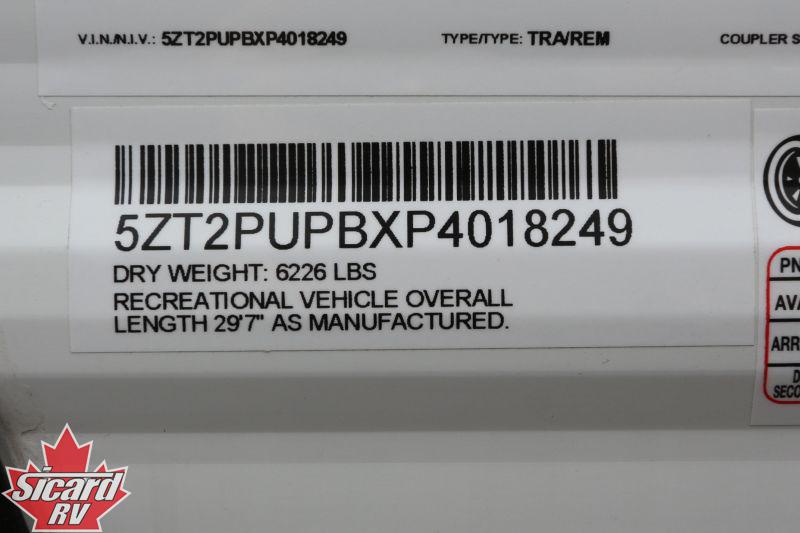 V.I.N./N.I.V.: 5ZT2PUPBXP4018249 TYPE/TYPE: TRA/REM COUPLER S
5ZT2PUPBXP4018249
DRY WEIGHT: 6226 LBS
RECREATIONAL VEHICLE OVERALL
LENGTH 29'7" AS MANUFACTURED.
PN
AVA
ARR
D
SECO
Sicard
RV